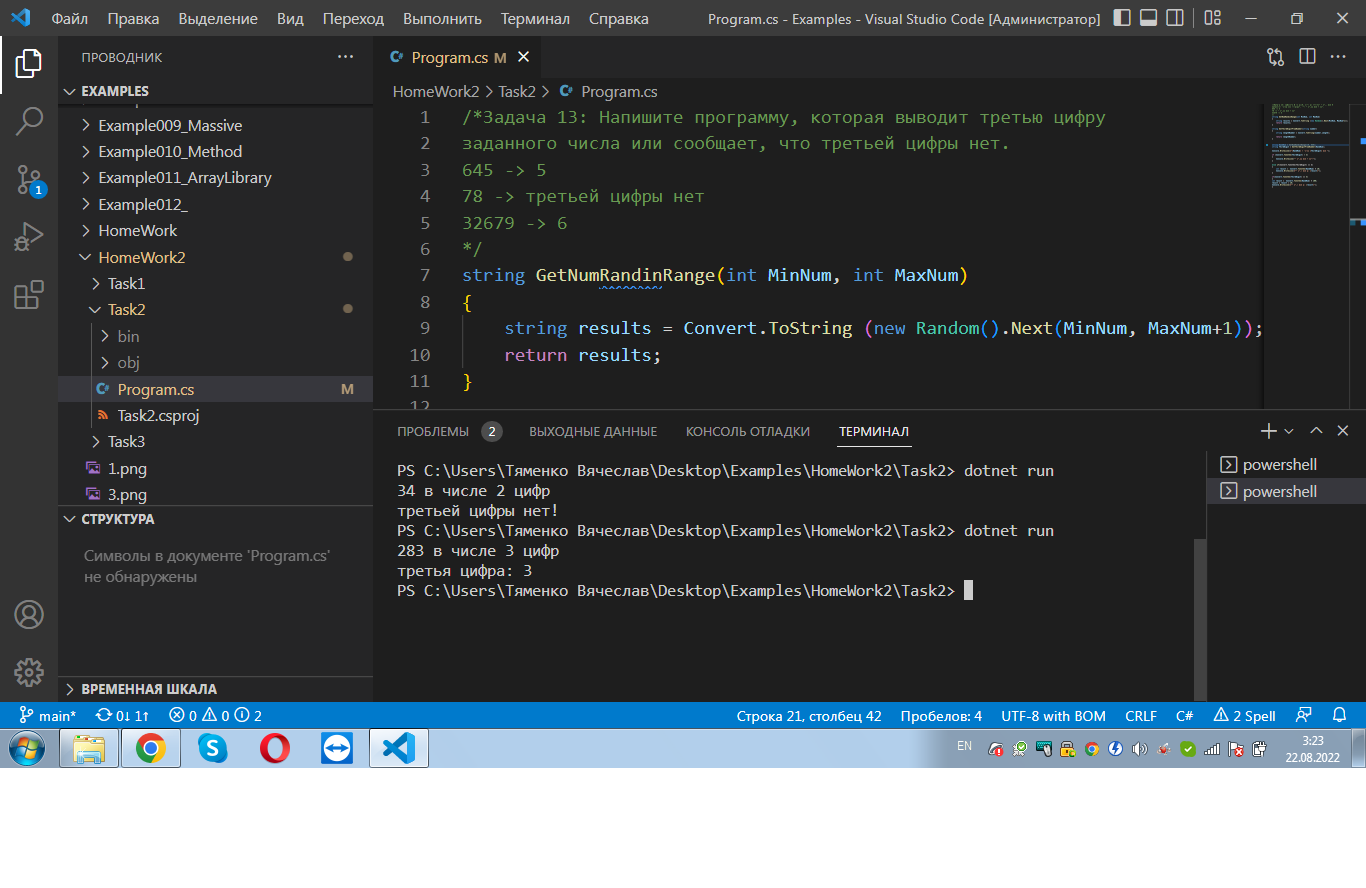 Файл Правка Выделение Вид Переход Выполнить Терминал Справка Program.cs - Examples - Visual Studio Code [Администратор]
ПРОВОДНИК ...
EXAMPLES
Example009_Massive
Example010_Method
Example011_ArrayLibrary
Example012_
HomeWork
HomeWork2
Task1
Task2
bin
obj
Program.cs M
Task2.csproj
Task3
1.png
3.png
СТРУКТУРА
Символы в документе 'Program.cs'
не обнаружены
ВРЕМЕННАЯ ШКАЛА
1
Program.cs M
HomeWork2 > Task2 > Program.cs
1 /*Задача 13: Напишите программу, которая выводит третью цифру
2 заданного числа или сообщает, что третьей цифры нет.
3 645 -> 5
4 78 -> третьей цифры нет
5 32679 -> 6
6 */
7 string GetNumRandinRange(int MinNum, int MaxNum)
8 {
9 string results = Convert.ToString (new Random().Next(MinNum, MaxNum+1));
10 return results;
11 }
12
ПРОБЛЕМЫ 2 ВЫХОДНЫЕ ДАННЫЕ КОНСОЛЬ ОТЛАДКИ ТЕРМИНАЛ
PS C:\Users\Тяменко Вячеслав\Desktop\Examples\HomeWork2\Task2> dotnet run
34 в числе 2 цифр
третьей цифры нет!
PS C:\Users\Тяменко Вячеслав\Desktop\Examples\HomeWork2\Task2> dotnet run
283 в числе 3 цифр
третья цифра: 3
PS C:\Users\Тяменко Вячеслав\Desktop\Examples\HomeWork2\Task2>
powershell
powershell
main* 0↓ 1↑ 0 0 2 Строка 21, столбец 42 Пробелов: 4 UTF-8 with BOM CRLF C# 2 Spell
EN 3:23
22.08.2022